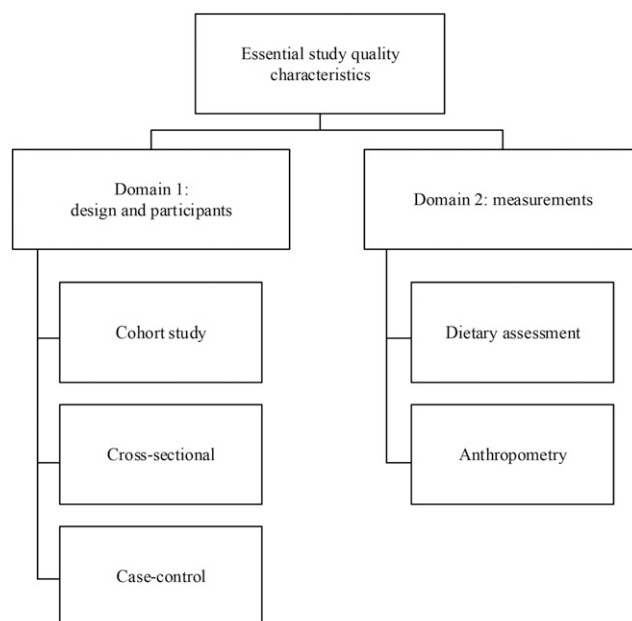 Essential study quality
characteristics
Domain 1:
design and participants
Domain 2: measurements
Cohort study
Dietary assessment
Cross-sectional
Anthropometry
Case-control